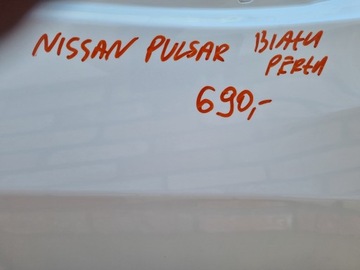 NISSAN PULSAR BIAŁA
PERŁA
690,-